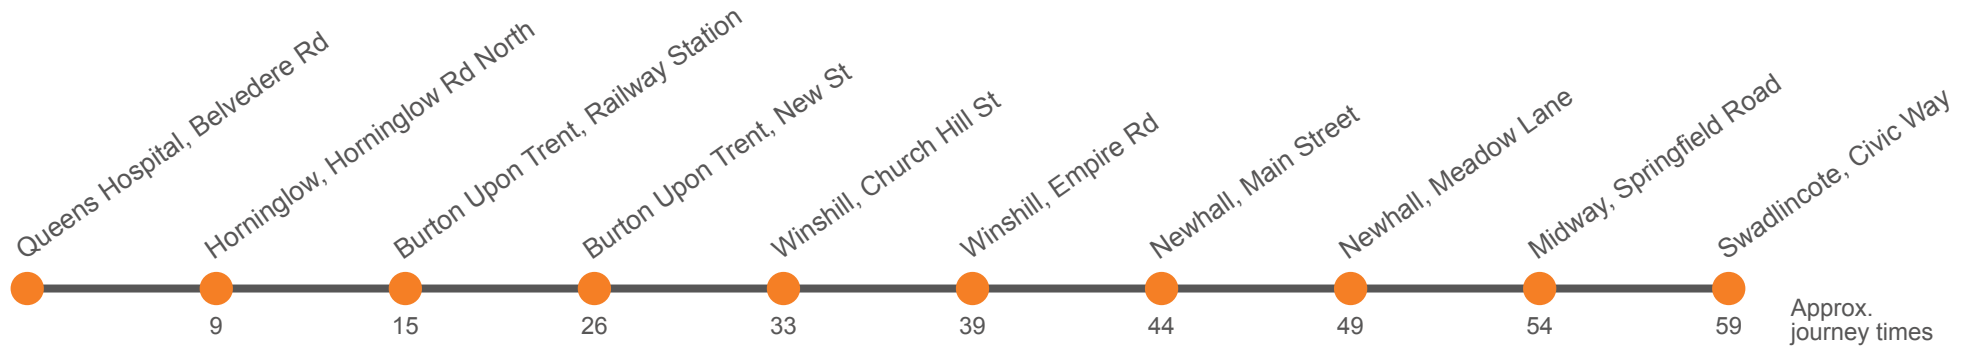 Queens Hospital, Belvedere Rd
Horninglow, Horninglow Rd North
Burton Upon Trent, Railway Station
Burton Upon Trent, New St
Winshill, Church Hill St
Winshill, Empire Rd
Newhall, Main Street
Newhall, Meadow Lane
Midway, Springfield Road
Swadlincote, Civic Way
9
15
26
33
39
44
49
54
59
Approx.
journey times